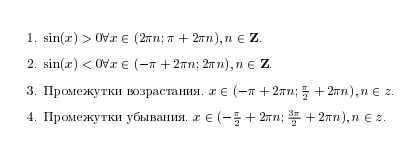 1. sin(x) > 0∀x ∈ (2πn; π + 2πn), n ∈ Z.
2. sin(x) < 0∀x ∈ (−π + 2πn; 2πn), n ∈ Z.
3. Промежутки возрастания. x ∈ (−π + 2πn; π/2 + 2πn), n ∈ z.
4. Промежутки убывания. x ∈ (−π/2 + 2πn; 3π/2 + 2πn), n ∈ z.